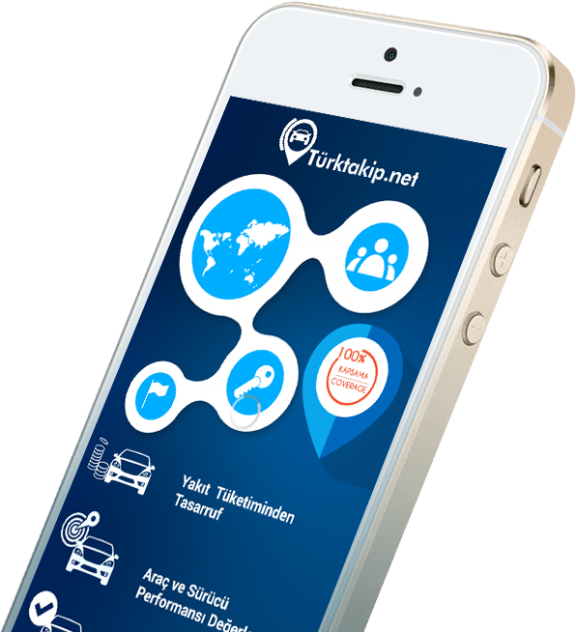 Türktakip.net
100%
KAPSAMA
COVERAGE
Yakıt Tüketiminden
Tasarruf
Araç ve Sürücü
Performansı